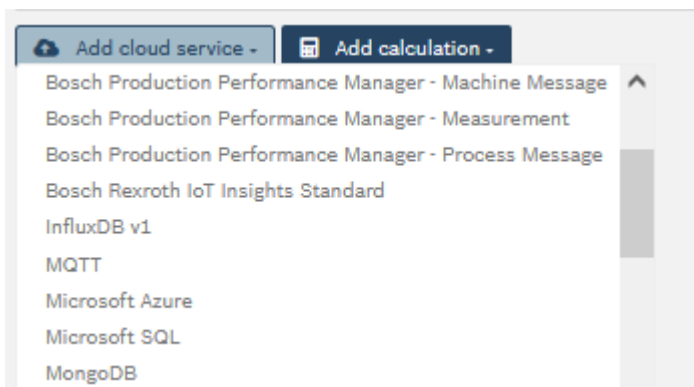 Add cloud service - Add calculation -
Bosch Production Performance Manager - Machine Message
Bosch Production Performance Manager - Measurement
Bosch Production Performance Manager - Process Message
Bosch Rexroth IoT Insights Standard
InfluxDB v1
MQTT
Microsoft Azure
Microsoft SQL
MongoDB